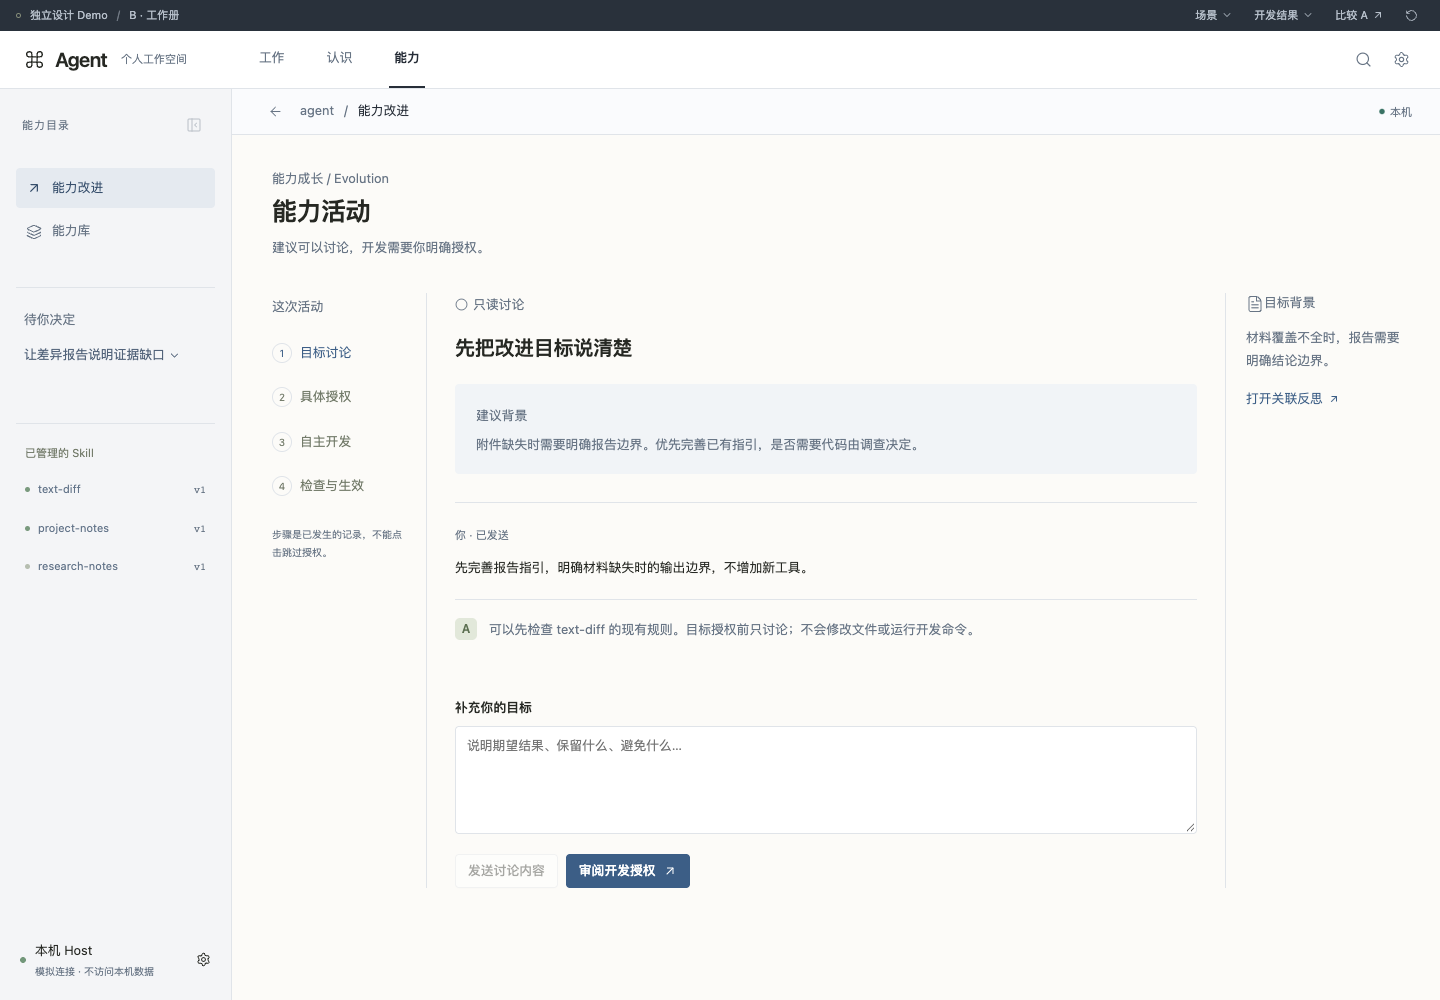 独立设计 Demo / B · 工作册
场景
开发结果
比较 A
Agent
个人工作空间
工作
认识
能力
能力目录
能力改进
能力库
待你决定
让差异报告说明证据缺口
已管理的 Skill
text-diff v1
project-notes v1
research-notes v1
本机 Host
模拟连接 · 不访问本机数据
agent / 能力改进
本机
能力成长 / Evolution
能力活动
建议可以讨论，开发需要你明确授权。
这次活动
1 目标讨论
2 具体授权
3 自主开发
4 检查与生效
步骤是已发生的记录，不能点
击跳过授权。
只读讨论
先把改进目标说清楚
建议背景
附件缺失时需要明确报告边界。优先完善已有指引，是否需要代码由调查决定。
你 · 已发送
先完善报告指引，明确材料缺失时的输出边界，不增加新工具。
A 可以先检查 text-diff 的现有规则。目标授权前只讨论；不会修改文件或运行开发命令。
补充你的目标
说明期望结果、保留什么、避免什么...
发送讨论内容
审阅开发授权
目标背景
材料覆盖不全时，报告需要
明确结论边界。
打开关联反思